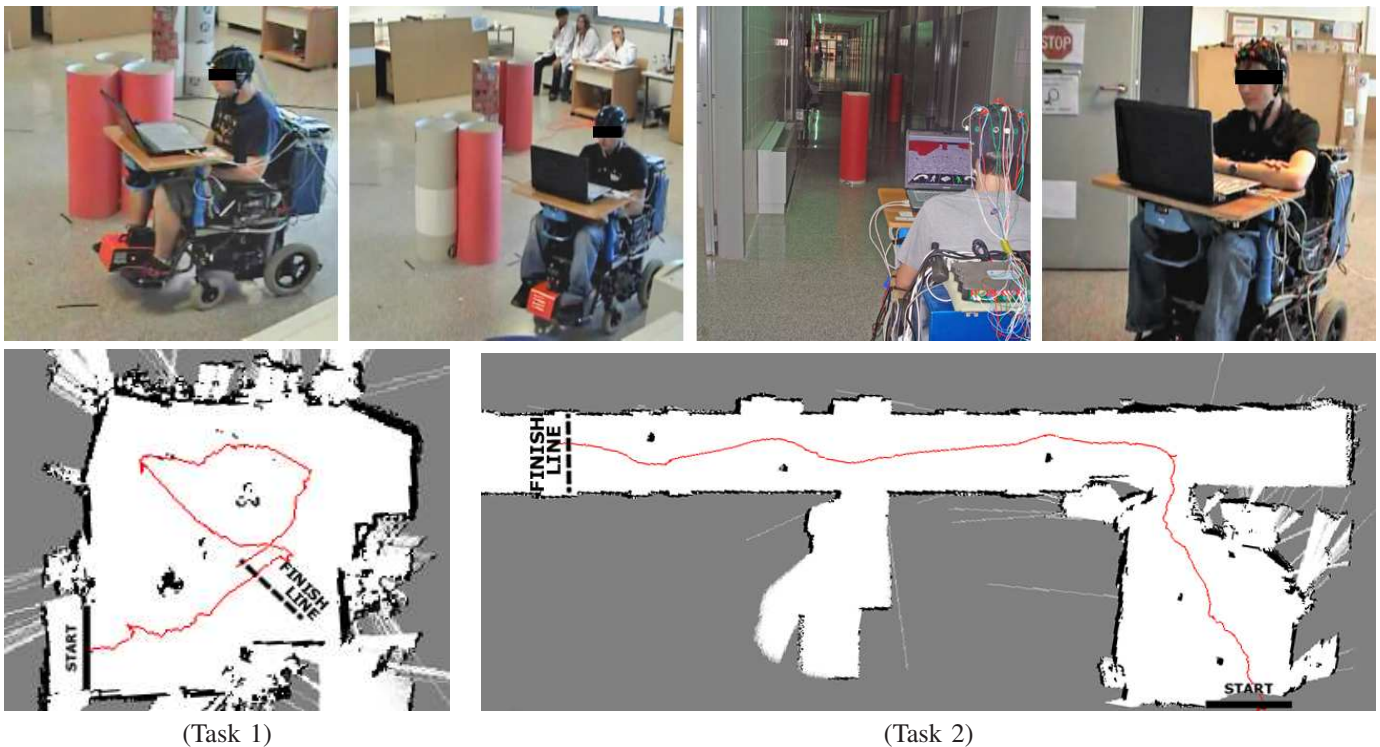 STOP
START
FINISH
LINE
FINISH
LINE
START
(Task 1)
(Task 2)